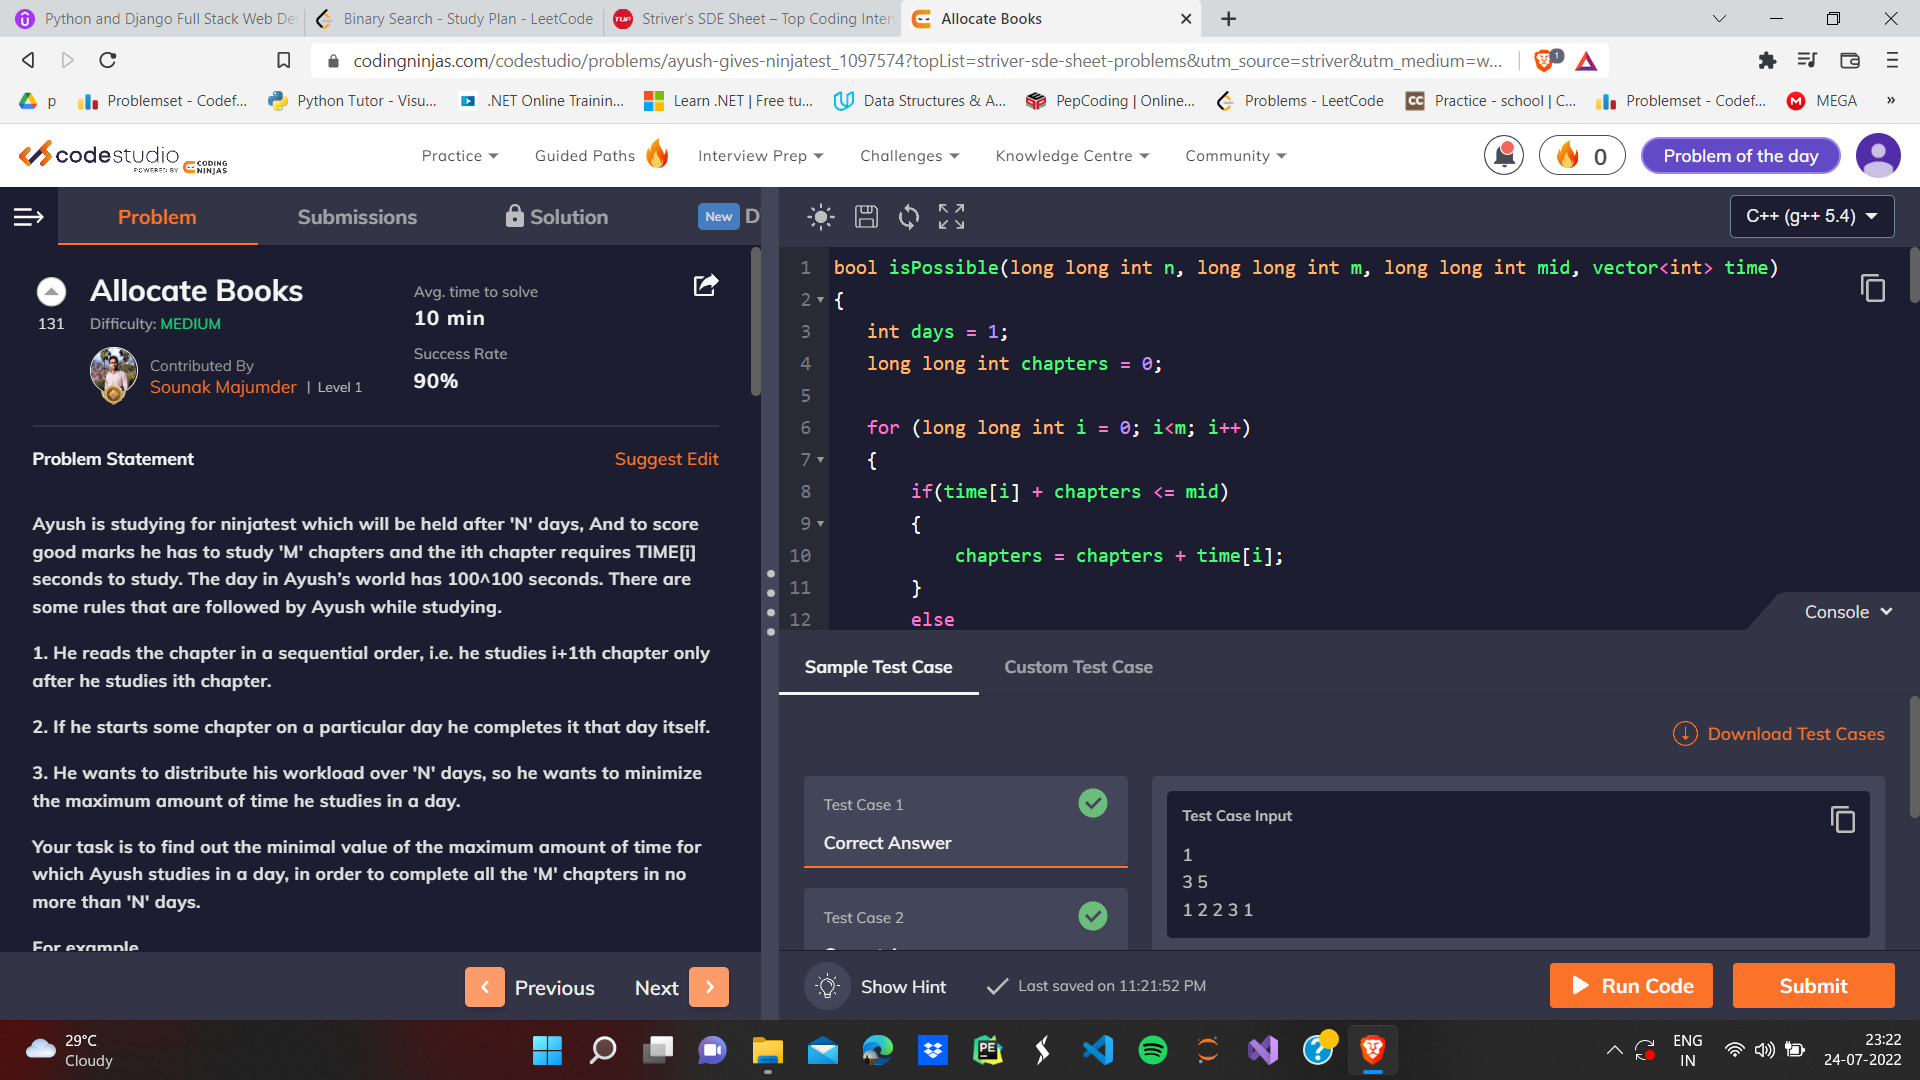 Python and Django Full Stack Web De
Binary Search - Study Plan - LeetCode
Striver's SDE Sheet – Top Coding Inter
Allocate Books
codingninjas.com/codestudio/problems/ayush-gives-ninjatest_1097574?topList=striver-sde-sheet-problems&utm_source=striver&utm_medium=w...
1
p
Problemset - Codef...
Python Tutor - Visu...
.NET Online Trainin...
Learn .NET | Free tu...
Data Structures & A...
PepCoding | Online...
Problems - LeetCode
Practice - school | C...
Problemset - Codef...
MEGA
»
codestudio
POWERED BY CODING NINJAS
Practice
Guided Paths
Interview Prep
Challenges
Knowledge Centre
Community
0
Problem of the day
Problem
Submissions
Solution
New D
C++ (g++ 5.4)
Allocate Books
131
Difficulty: MEDIUM
Avg. time to solve
10 min
Contributed By
Sounak Majumder | Level 1
Success Rate
90%
Problem Statement
Suggest Edit
Ayush is studying for ninjatest which will be held after 'N' days, And to score
good marks he has to study 'M' chapters and the ith chapter requires TIME[i]
seconds to study. The day in Ayush's world has 100^100 seconds. There are
some rules that are followed by Ayush while studying.
1. He reads the chapter in a sequential order, i.e. he studies i+1th chapter only
after he studies ith chapter.
2. If he starts some chapter on a particular day he completes it that day itself.
3. He wants to distribute his workload over 'N' days, so he wants to minimize
the maximum amount of time he studies in a day.
Your task is to find out the minimal value of the maximum amount of time for
which Ayush studies in a day, in order to complete all the 'M' chapters in no
more than 'N' days.
For example
Previous
Next
1 bool isPossible(long long int n, long long int m, long long int mid, vector<int> time)
2 {
3 int days = 1;
4 long long int chapters = 0;
5
6 for (long long int i = 0; i<m; i++)
7 {
8 if(time[i] + chapters <= mid)
9 {
10 chapters = chapters + time[i];
11 }
12 else
Console
Sample Test Case
Custom Test Case
Download Test Cases
Test Case 1
Correct Answer
Test Case 2
Test Case Input
1
3 5
1 2 2 3 1
Show Hint
Last saved on 11:21:52 PM
Run Code
Submit
29°C
Cloudy
PE
ENG
IN
23:22
24-07-2022